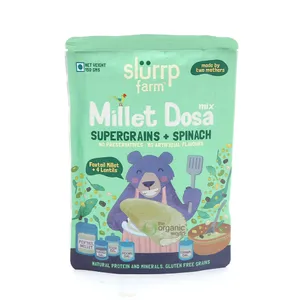 NET WEIGHT
150 GMS
slurrp
farm
made by
two mothers
Millet Dosa
mix
SUPERGRAINS + SPINACH
NO PRESERVATIVES NO ARTIFICIAL FLAVOURS
Foxtail Millet
+ 4 Lentils
the
organic
world
NATURAL PROTEIN AND MINERALS, GLUTEN FREE GRAINS